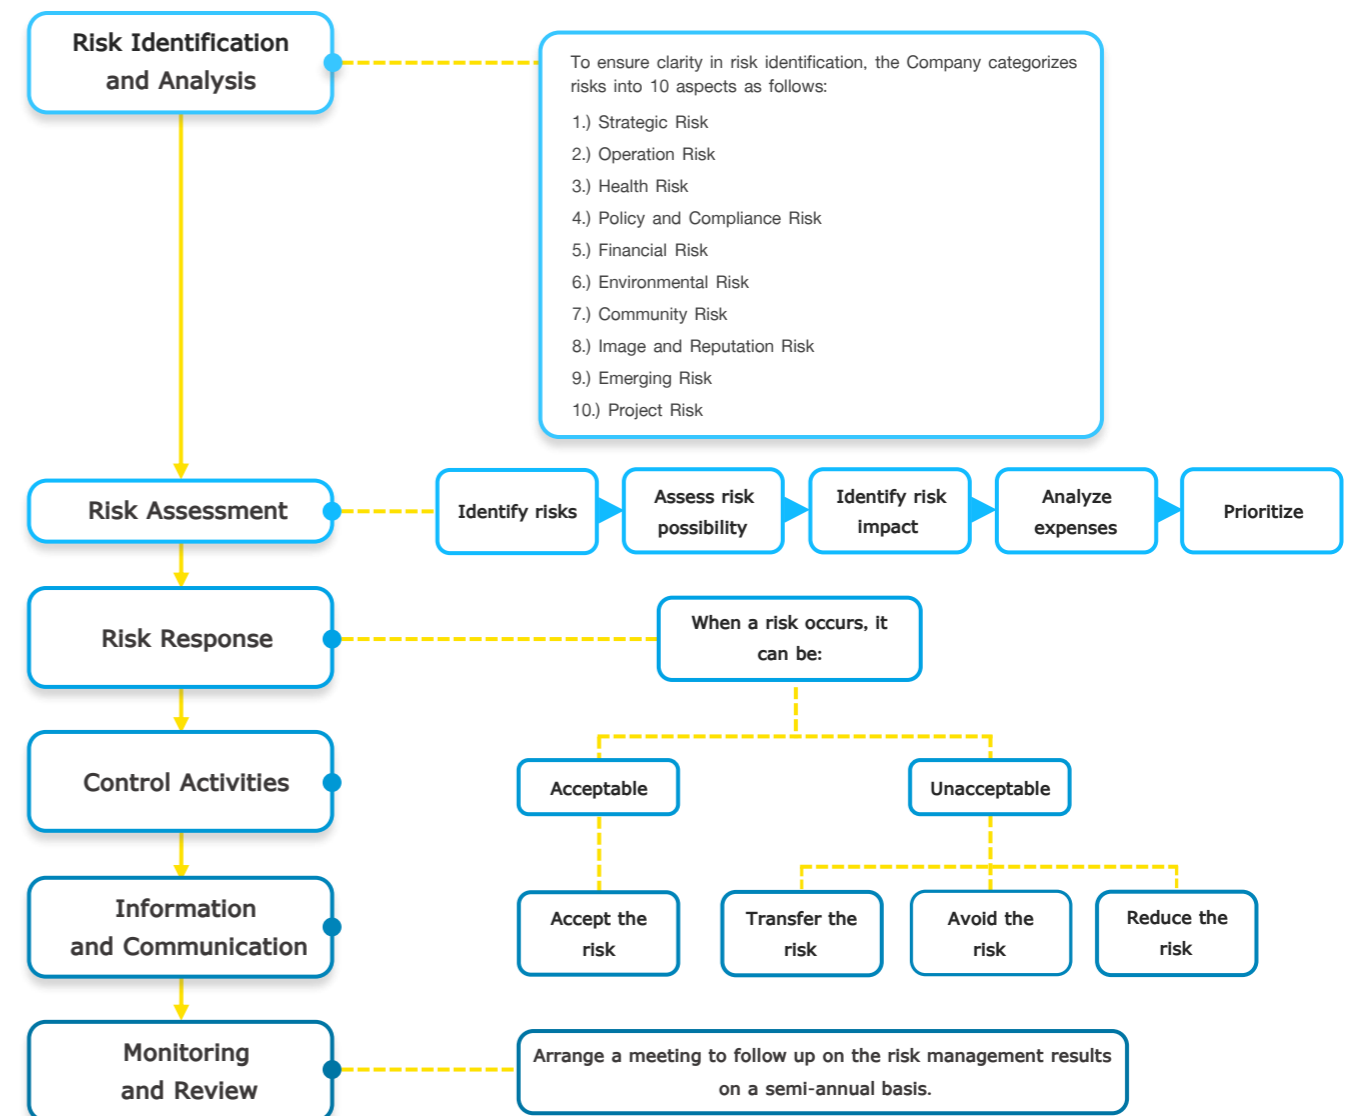 Risk Identification
and Analysis
To ensure clarity in risk identification, the Company categorizes
risks into 10 aspects as follows:
1.) Strategic Risk
2.) Operation Risk
3.) Health Risk
4.) Policy and Compliance Risk
5.) Financial Risk
6.) Environmental Risk
7.) Community Risk
8.) Image and Reputation Risk
9.) Emerging Risk
10.) Project Risk
Risk Assessment
Identify risks
Assess risk
possibility
Identify risk
impact
Analyze
expenses
Prioritize
Risk Response
When a risk occurs, it
can be:
Control Activities
Acceptable
Unacceptable
Information
and Communication
Accept the
risk
Transfer the
risk
Avoid the
risk
Reduce the
risk
Monitoring
and Review
Arrange a meeting to follow up on the risk management results
on a semi-annual basis.